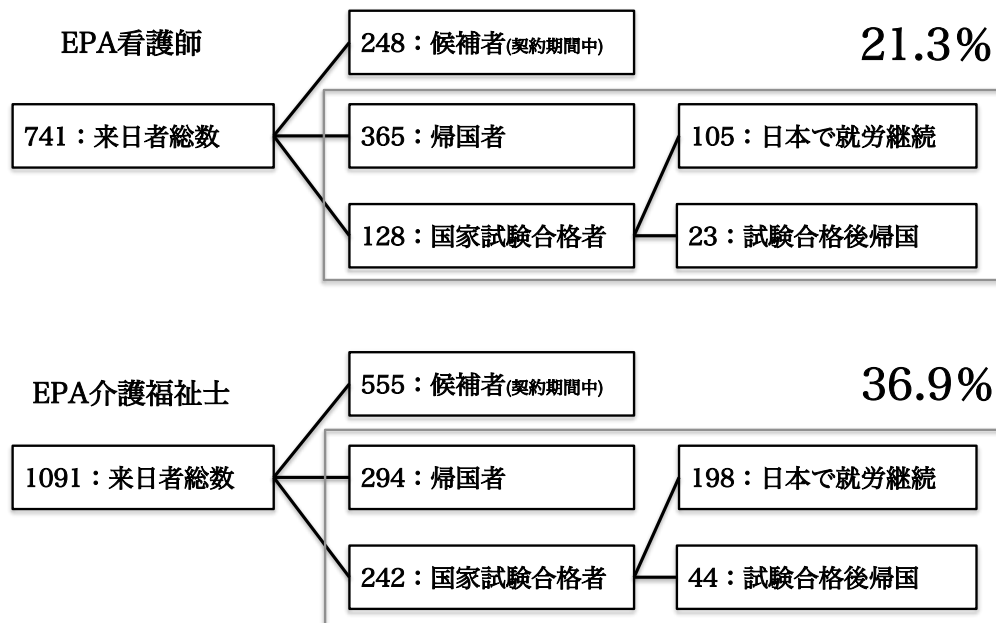 EPA看護師
248：候補者(契約期間中)
21.3%
741：来日者総数
365：帰国者
105：日本で就労継続
128：国家試験合格者
23：試験合格後帰国
EPA介護福祉士
555：候補者(契約期間中)
36.9%
1091：来日者総数
294：帰国者
198：日本で就労継続
242：国家試験合格者
44：試験合格後帰国